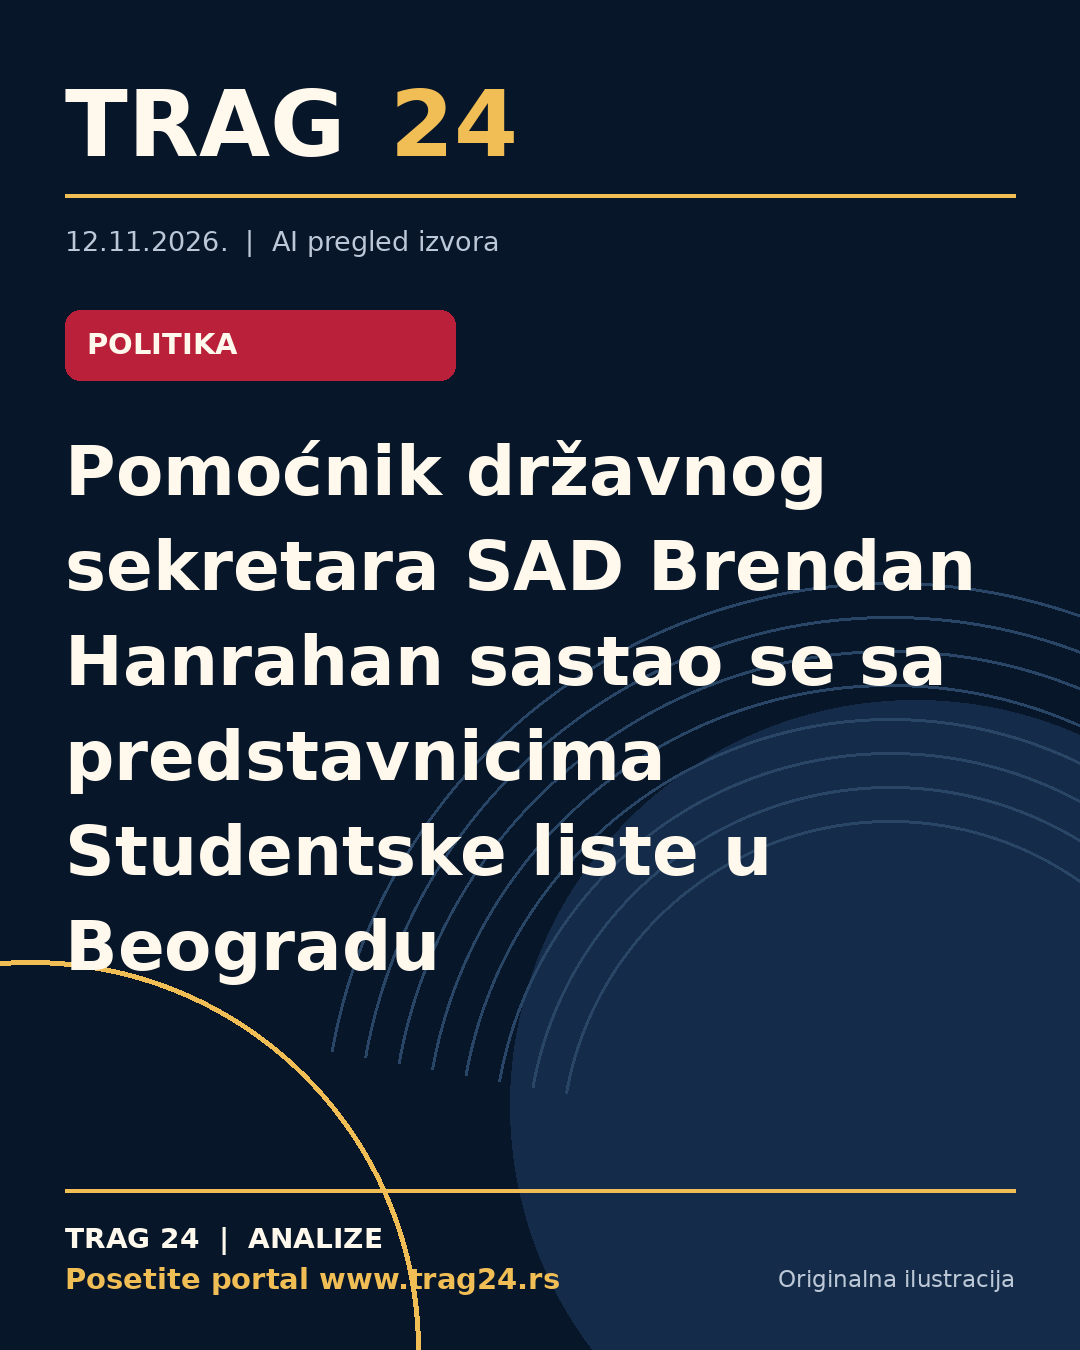 TRAG 24
12.11.2026. | AI pregled izvora
POLITIKA
Pomoćnik državnog
sekretara SAD Brendan
Hanrahan sastao se sa
predstavnicima
Studentske liste u
Beogradu
TRAG 24 | ANALIZE
Posetite portal www.trag24.rs
Originalna ilustracija